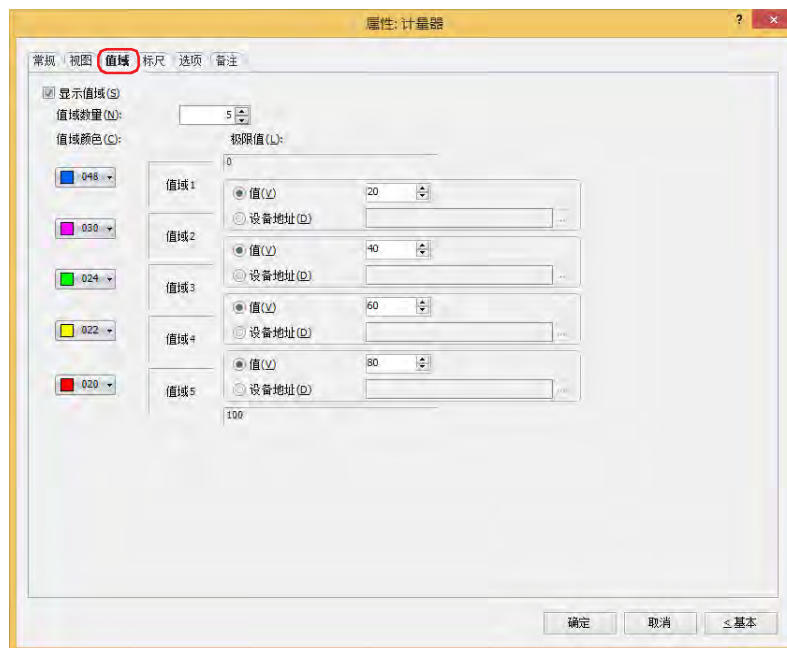 属性: 计量器
?
×
常规 视图 值域 标尺 选项 备注
显示值域(S)
值域数量(N): 5
值域颜色(C): 极限值(L):
0
048
值域1
值(V) 20
设备地址(D) ...
030
值域2
值(V) 40
设备地址(D) ...
024
值域3
值(V) 60
设备地址(D) ...
022
值域4
值(V) 80
设备地址(D) ...
020
值域5
100
确定 取消 ≤基本